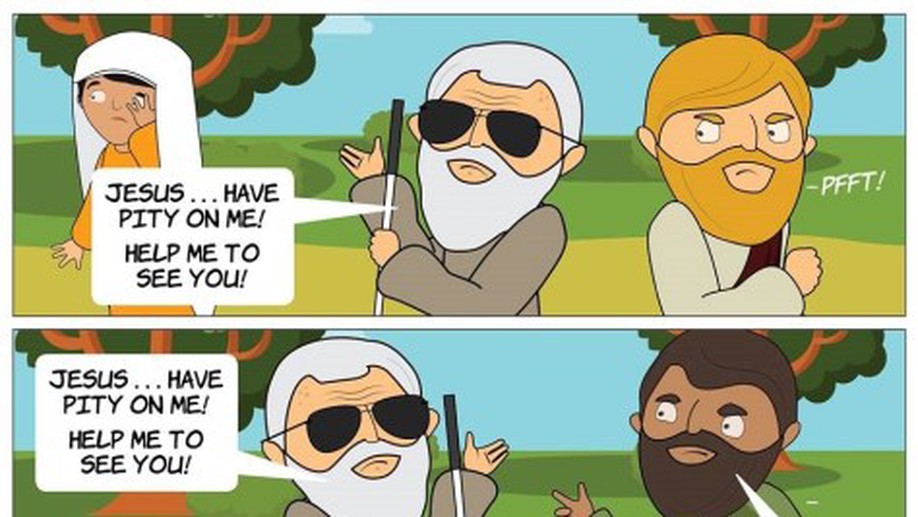 JESUS ... HAVE
PITY ON ME!
HELP ME TO
SEE YOU!
-PFFT!
JESUS ... HAVE
PITY ON ME!
HELP ME TO
SEE YOU!